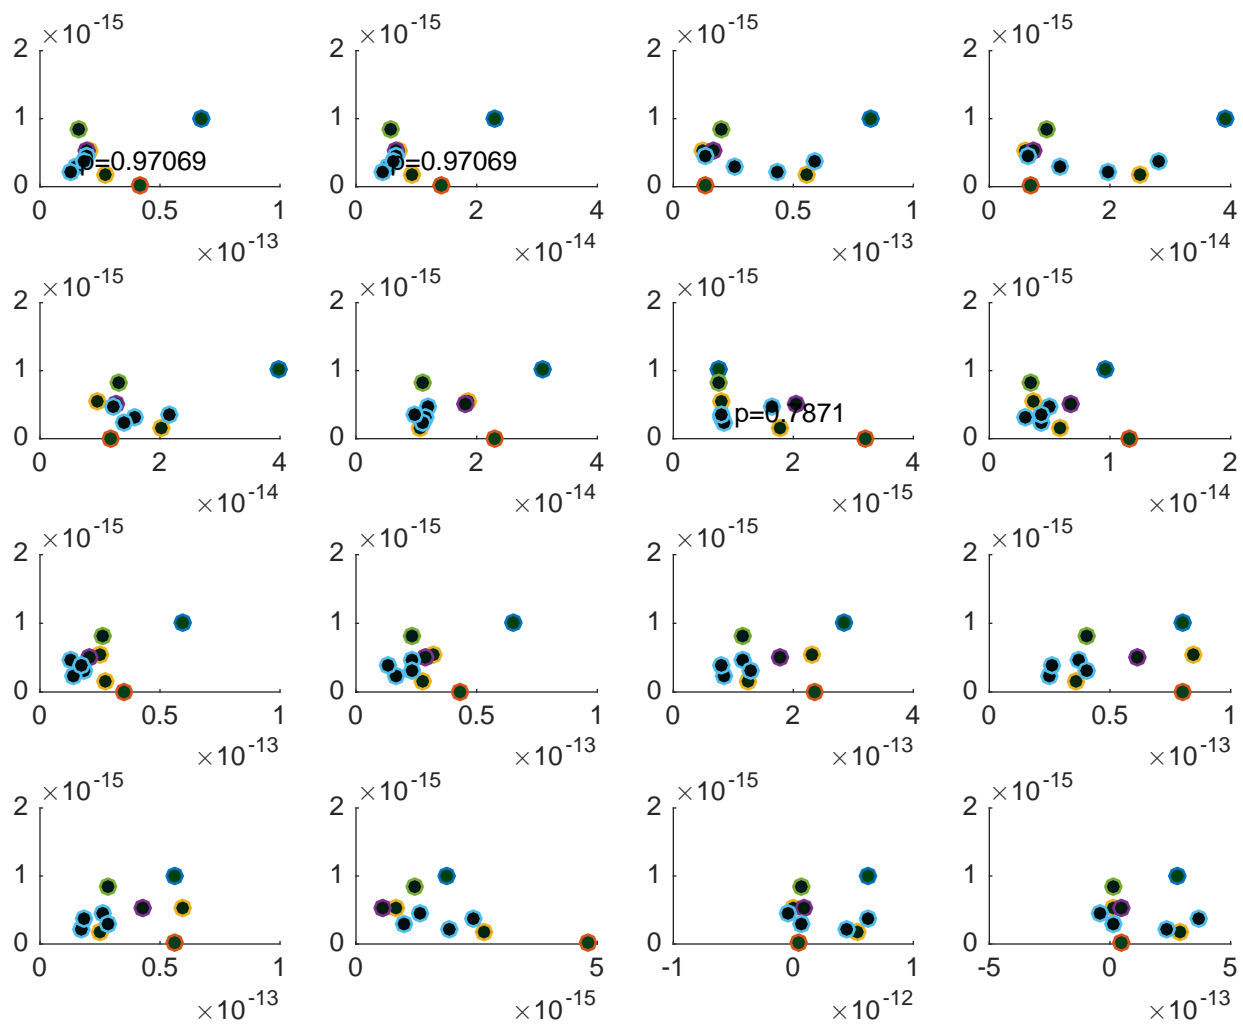 ×10-15 ×10-15 ×10-15 ×10-15
2 2 2 2
1 1 1 1
p=0.97069 p=0.97069
0 0 0 0
0 0.5 1 0 2 4 0 0.5 1 0 2 4
×10-13 ×10-14 ×10-13 ×10-14
×10-15 ×10-15 ×10-15 ×10-15
2 2 2 2
1 1 1 1
p=0.7871
0 0 0 0
0 2 4 0 2 4 0 2 4 0 1 2
×10-14 ×10-14 ×10-15 ×10-14
×10-15 ×10-15 ×10-15 ×10-15
2 2 2 2
1 1 1 1
0 0 0 0
0 0.5 1 0 0.5 1 0 2 4 0 0.5 1
×10-13 ×10-13 ×10-13 ×10-13
×10-15 ×10-15 ×10-15 ×10-15
2 2 2 2
1 1 1 1
0 0 0 0
0 0.5 1 0 5 -1 0 1 -5 0 5
×10-13 ×10-15 ×10-12 ×10-13